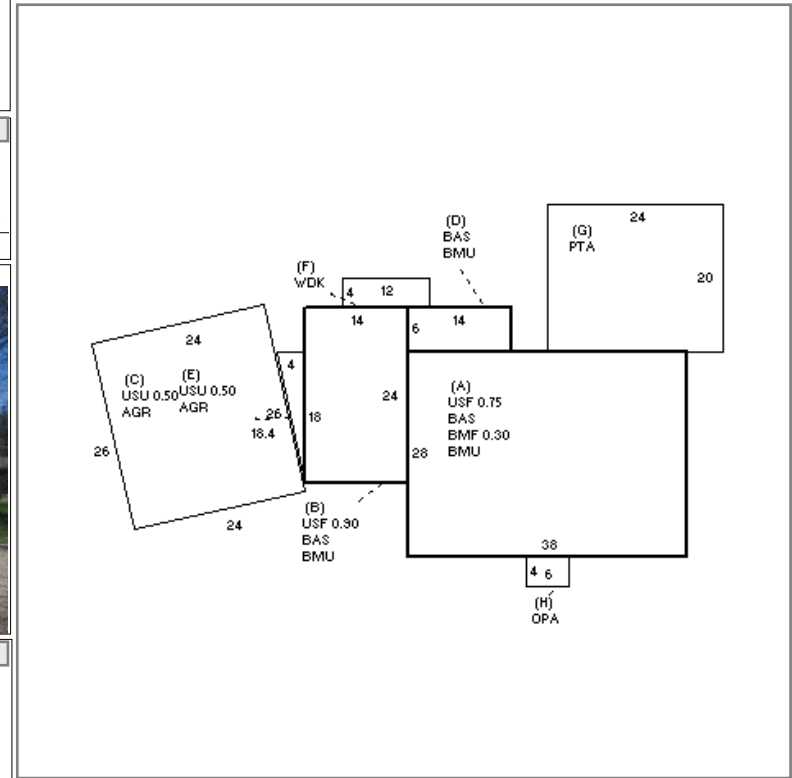 (D)
BAS
BMU
24
(G)
PTA
20
(F)
WDK
4
12
14
14
6
24
4
(C)
USU 0.50
AGR
(E)
USU 0.50
AGR
24
(A)
USF 0.75
BAS
BMF 0.30
BMU
26
18
18.4
26
28
24
(B)
USF 0.90
BAS
BMU
38
4
6
(H)
OPA